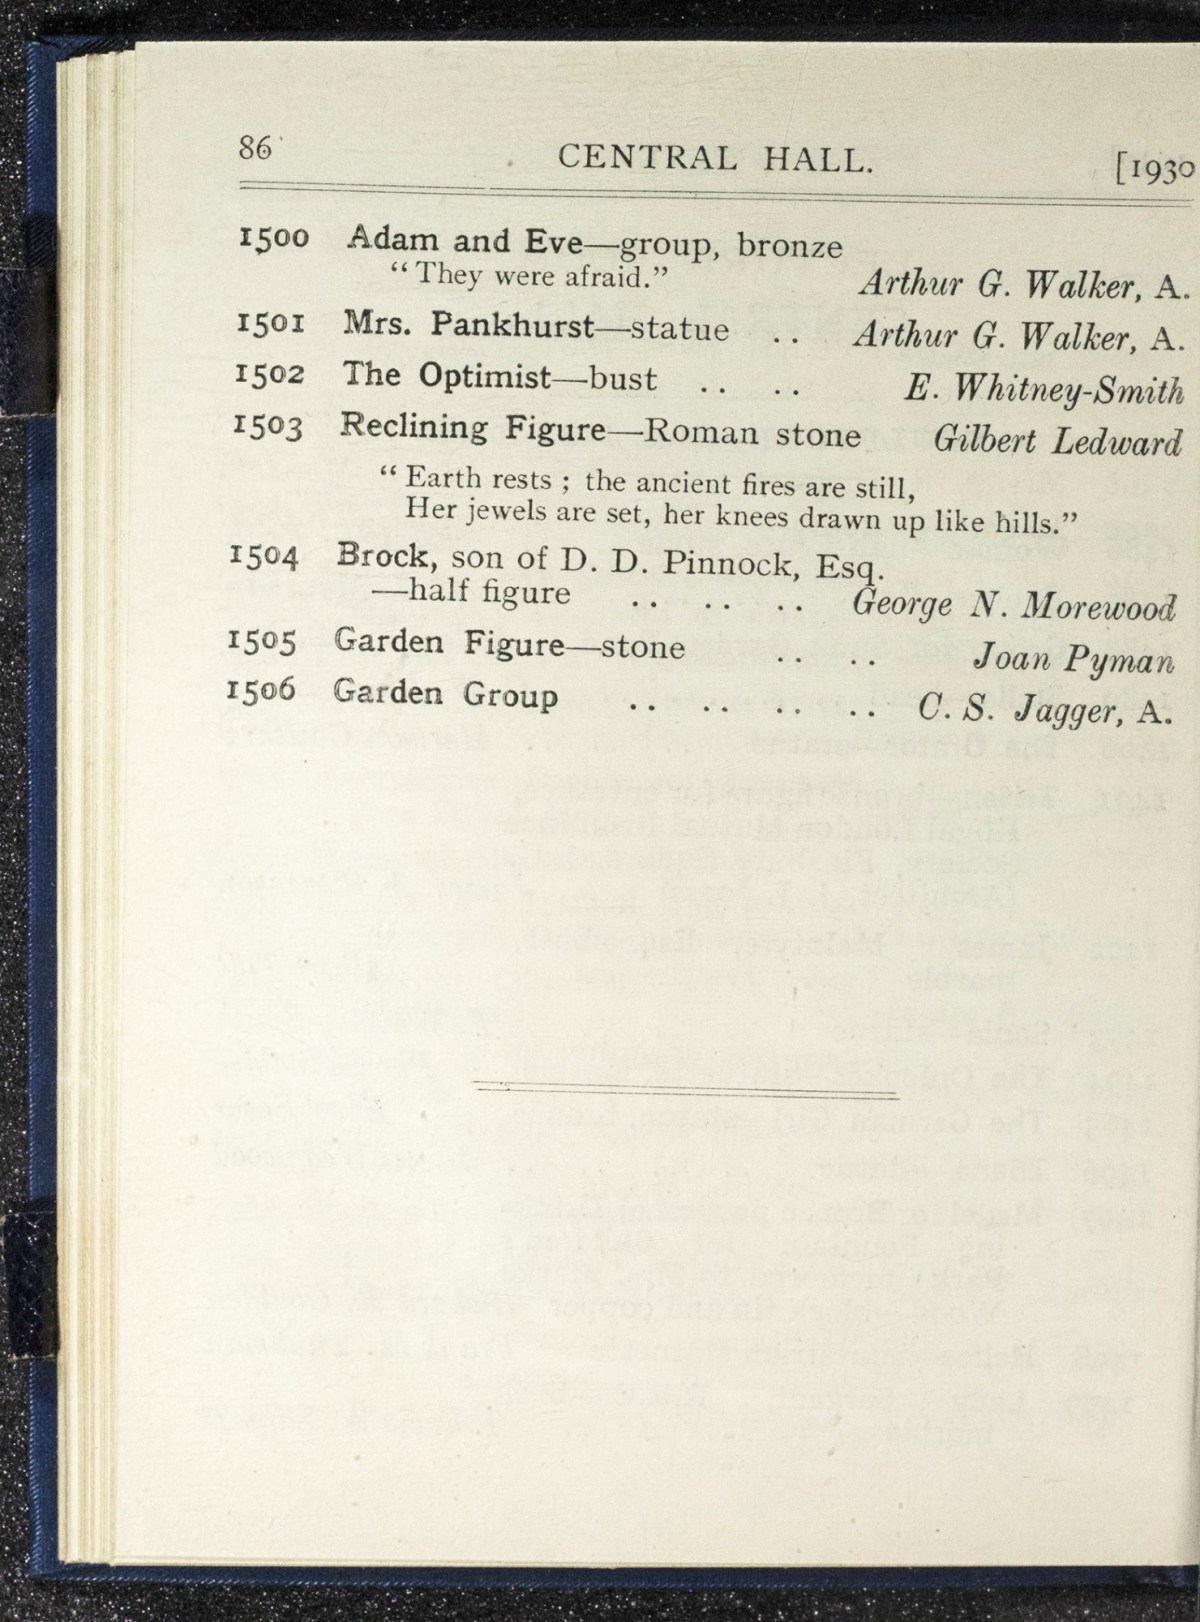 86 CENTRAL HALL. [1930
1500 Adam and Eve—group, bronze
“They were afraid.” Arthur G. Walker, A.
1501 Mrs. Pankhurst—statue .. Arthur G. Walker, A.
1502 The Optimist—bust .. .. E. Whitney-Smith
1503 Reclining Figure—Roman stone Gilbert Ledward
“Earth rests ; the ancient fires are still,
Her jewels are set, her knees drawn up like hills.”
1504 Brock, son of D. D. Pinnock, Esq.
—half figure .. .. .. George N. Morewood
1505 Garden Figure—stone .. .. Joan Pyman
1506 Garden Group .. .. .. .. C. S. Jagger, A.